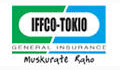 IFFCO-TOKIO
GENERAL INSURANCE
Muskurate Raho